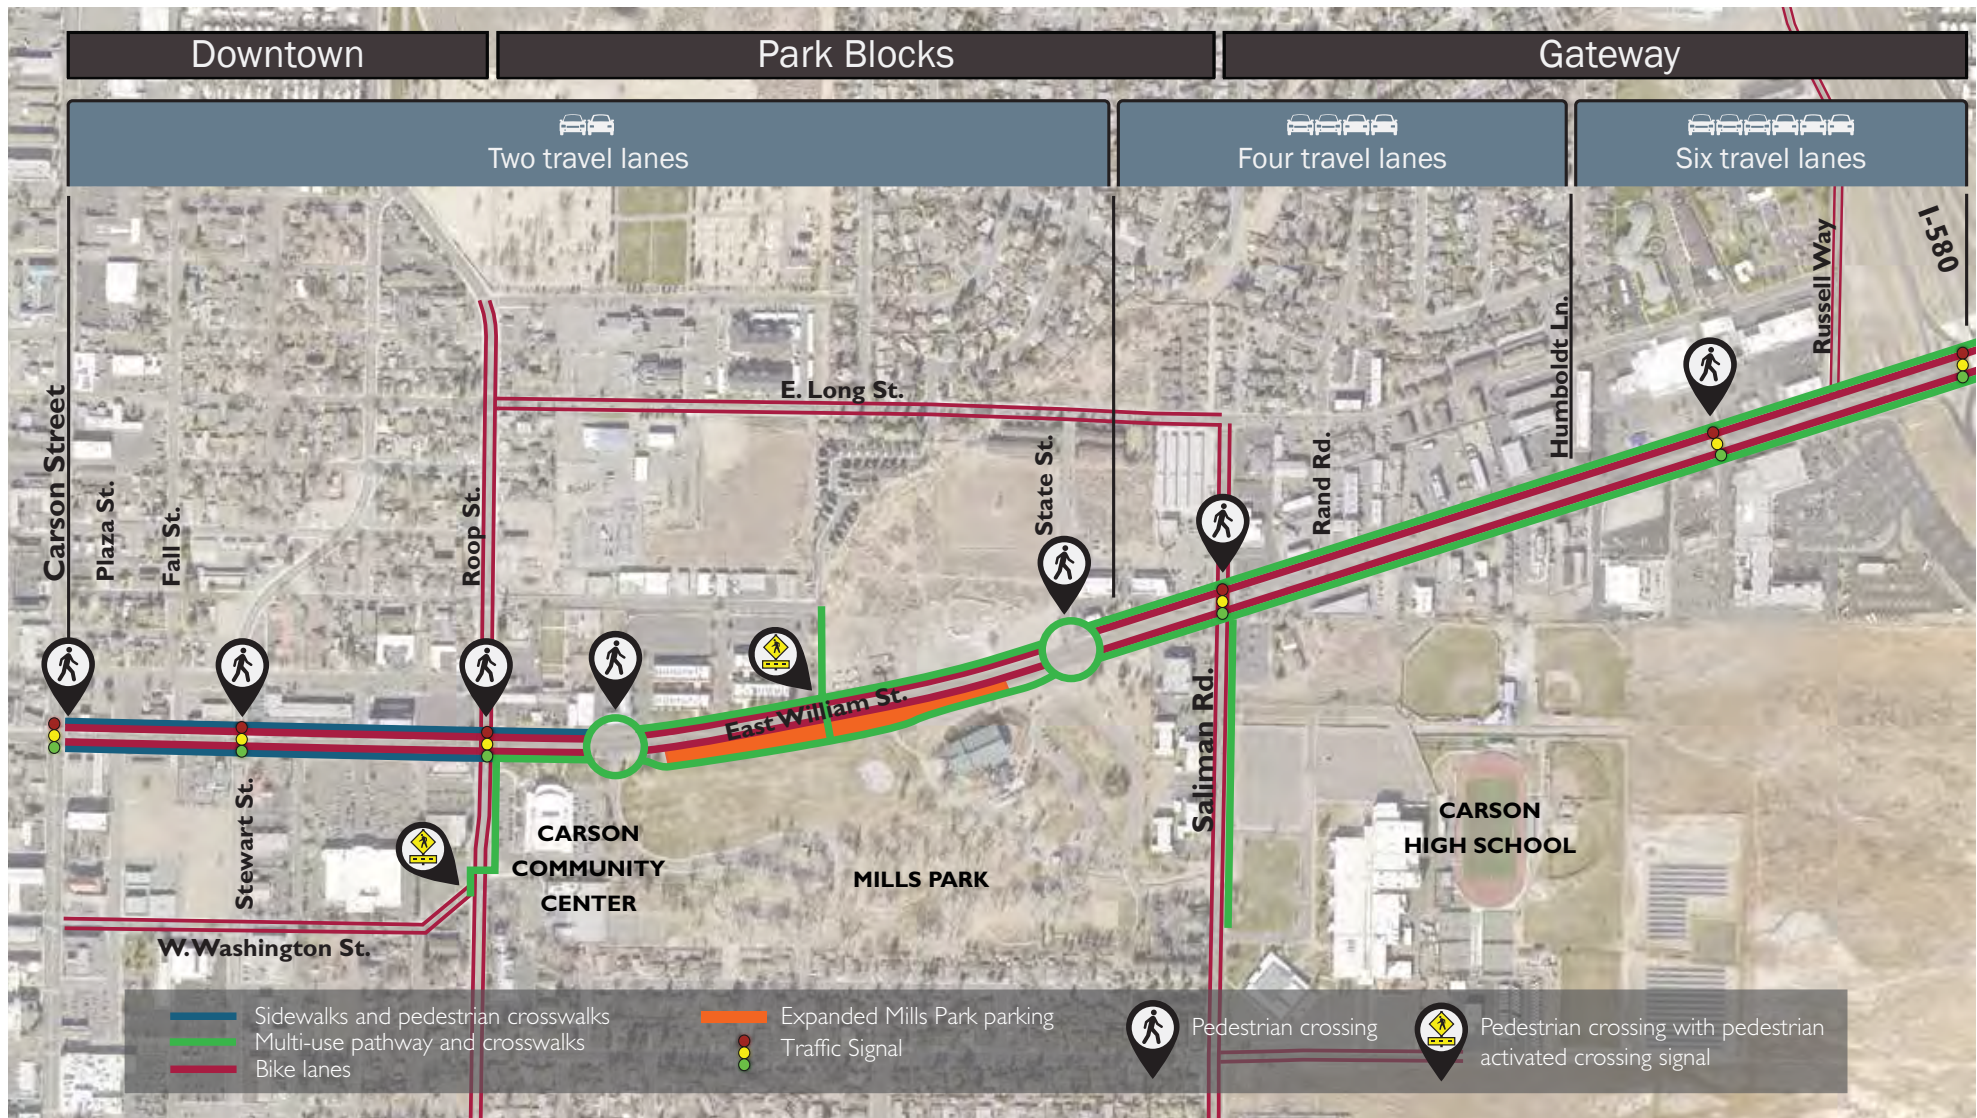 Downtown
Park Blocks
Gateway
Two travel lanes
Four travel lanes
Six travel lanes
I-580
Russell Way
Humboldt Ln.
E. Long St.
Carson Street
Plaza St.
Fall St.
Roop St.
State St.
Rand Rd.
East William St.
Saliman Rd.
Stewart St.
CARSON
COMMUNITY
CENTER
MILLS PARK
CARSON
HIGH SCHOOL
W. Washington St.
Sidewalks and pedestrian crosswalks
Multi-use pathway and crosswalks
Bike lanes
Expanded Mills Park parking
Traffic Signal
Pedestrian crossing
Pedestrian crossing with pedestrian
activated crossing signal